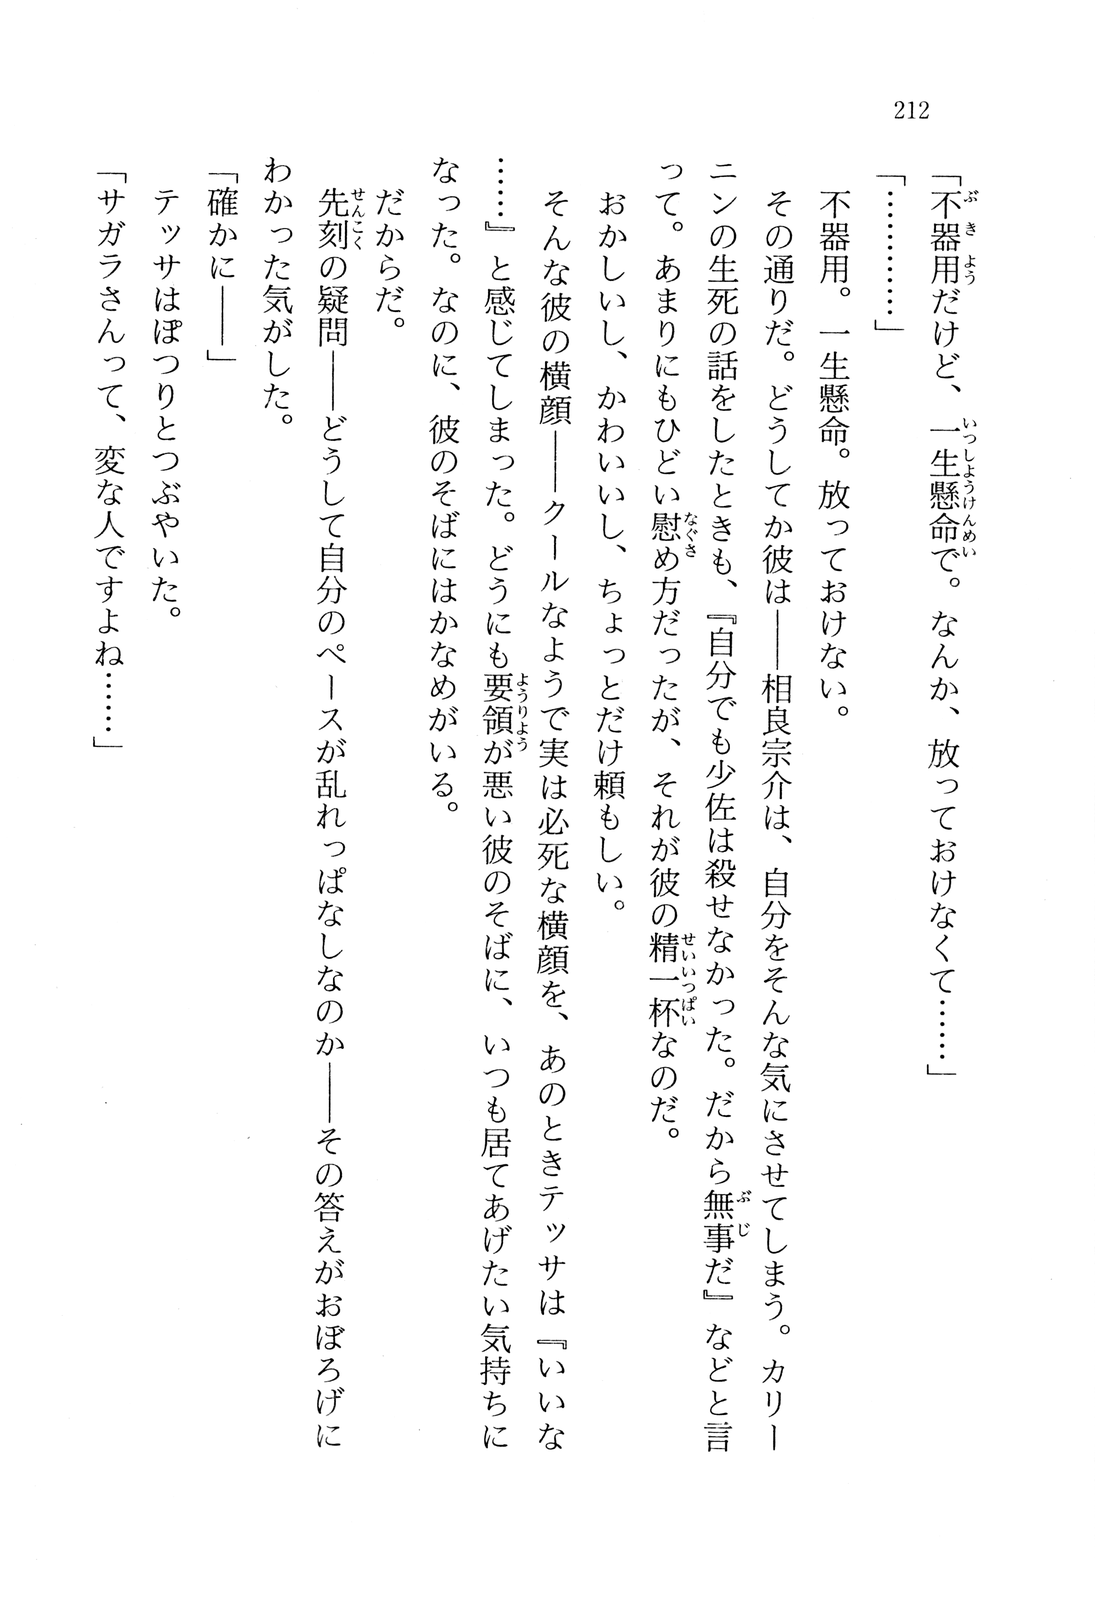 212
「不器用だけど、一生懸命で。なんか、放っておけなくて……」
「…………」
不器用。一生懸命。放っておけない。
その通りだ。どうしてか彼は――相良宗介は、自分をそんな気にさせてしまう。カリー
ニンの生死の話をしたときも、『自分でも少佐は殺せなかった。だから無事だ』などと言
って。あまりにもひどい慰め方だったが、それが彼の精一杯なのだ。
おかしいし、かわいいし、ちょっとだけ頼もしい。
そんな彼の横顔――クールなようで実は必死な横顔を、あのときテッサは『いいな
……』と感じてしまった。どうにも要領が悪い彼のそばに、いつも居てあげたい気持ちに
なった。なのに、彼のそばにはかなめがいる。
だからだ。
先刻の疑問――どうして自分のペースが乱れっぱなしなのか――その答えがおぼろげに
わかった気がした。
「確かに――」
テッサはぽつりとつぶやいた。
「サガラさんって、変な人ですよね……」